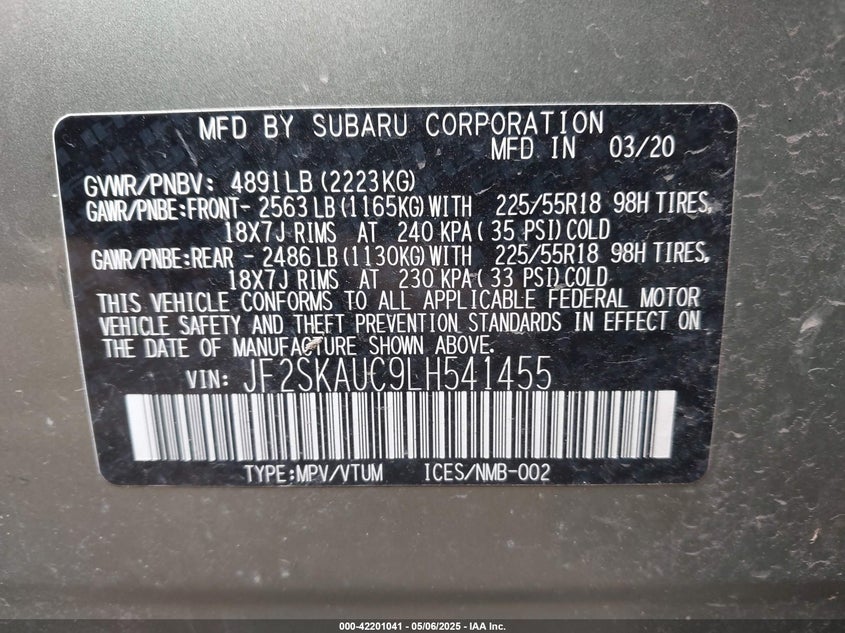 MFD BY SUBARU CORPORATION
MFD IN 03/20
GVWR/PNBV: 4891LB (2223KG)
GAWR/PNBE:FRONT- 2563 LB (1165KG) WITH 225/55R18 98H TIRES,
18X7J RIMS AT 240 KPA ( 35 PSI) COLD
GAWR/PNBE:REAR - 2486 LB (1130KG) WITH 225/55R18 98H TIRES,
18X7J RIMS AT 230 KPA ( 33 PSI) COLD
THIS VEHICLE CONFORMS TO ALL APPLICABLE FEDERAL MOTOR
VEHICLE SAFETY AND THEFT PREVENTION STANDARDS IN EFFECT ON
THE DATE OF MANUFACTURE SHOWN ABOVE.
VIN: JF2SKAUC9LH541455
TYPE:MPV/VTUM ICES/NMB-002
000-42201041 - 05/06/2025 - IAA Inc.